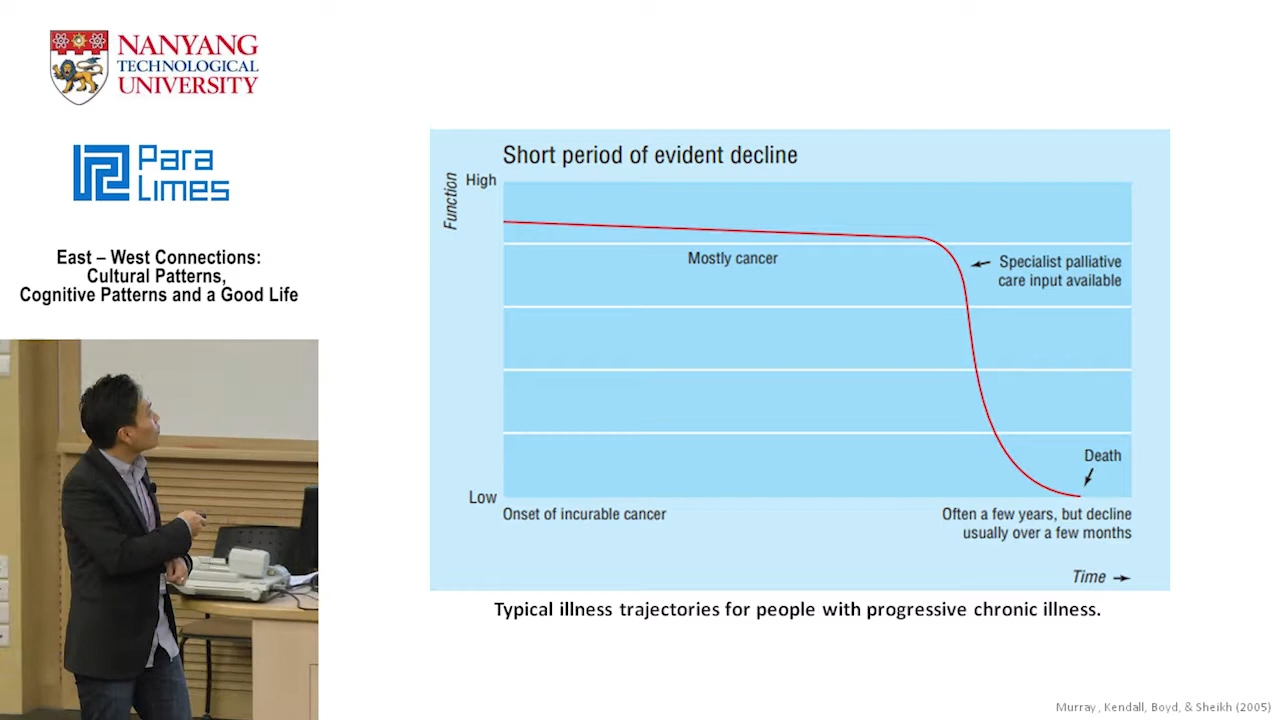 NANYANG
TECHNOLOGICAL
UNIVERSITY
Para
Limes
East – West Connections:
Cultural Patterns,
Cognitive Patterns and a Good Life
Short period of evident decline
High
Function
Mostly cancer
Specialist palliative
care input available
Death
Low
Onset of incurable cancer
Often a few years, but decline
usually over a few months
Time
Typical illness trajectories for people with progressive chronic illness.
Murray, Kendall, Boyd, & Sheikh (2005)